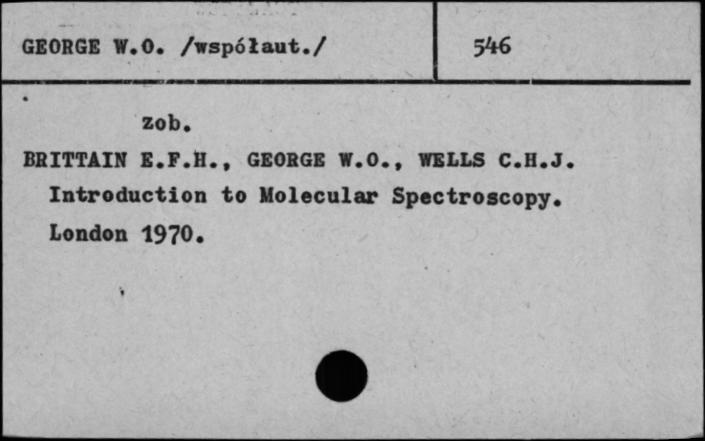 GEORGE W.O. /współaut./ 546
zob.
BRITTAIN E.F.H., GEORGE W.O., WELLS C.H.J.
Introduction to Molecular Spectroscopy.
London 1970.